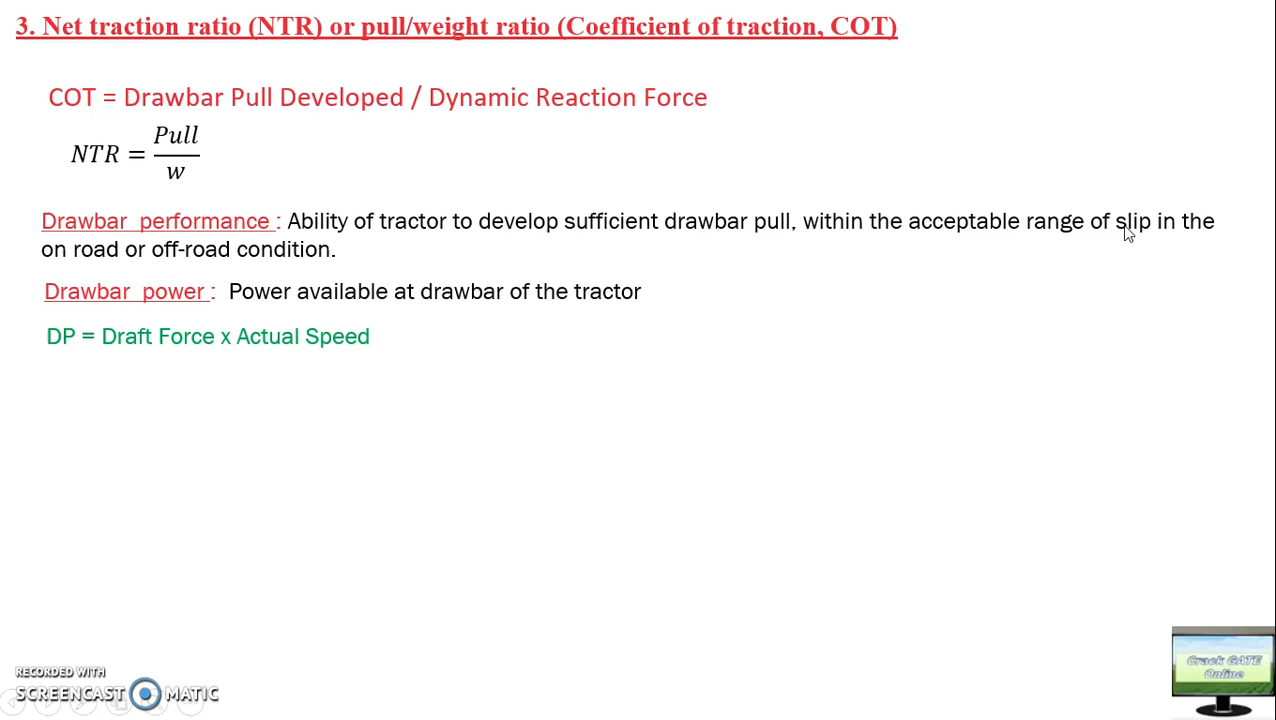 3. Net traction ratio (NTR) or pull/weight ratio (Coefficient of traction, COT)
COT = Drawbar Pull Developed / Dynamic Reaction Force
NTR = Pull / w
Drawbar performance : Ability of tractor to develop sufficient drawbar pull, within the acceptable range of slip in the
on road or off-road condition.
Drawbar power : Power available at drawbar of the tractor
DP = Draft Force x Actual Speed
Crack GATE
Online
RECORDED WITH
SCREENCAST MATIC